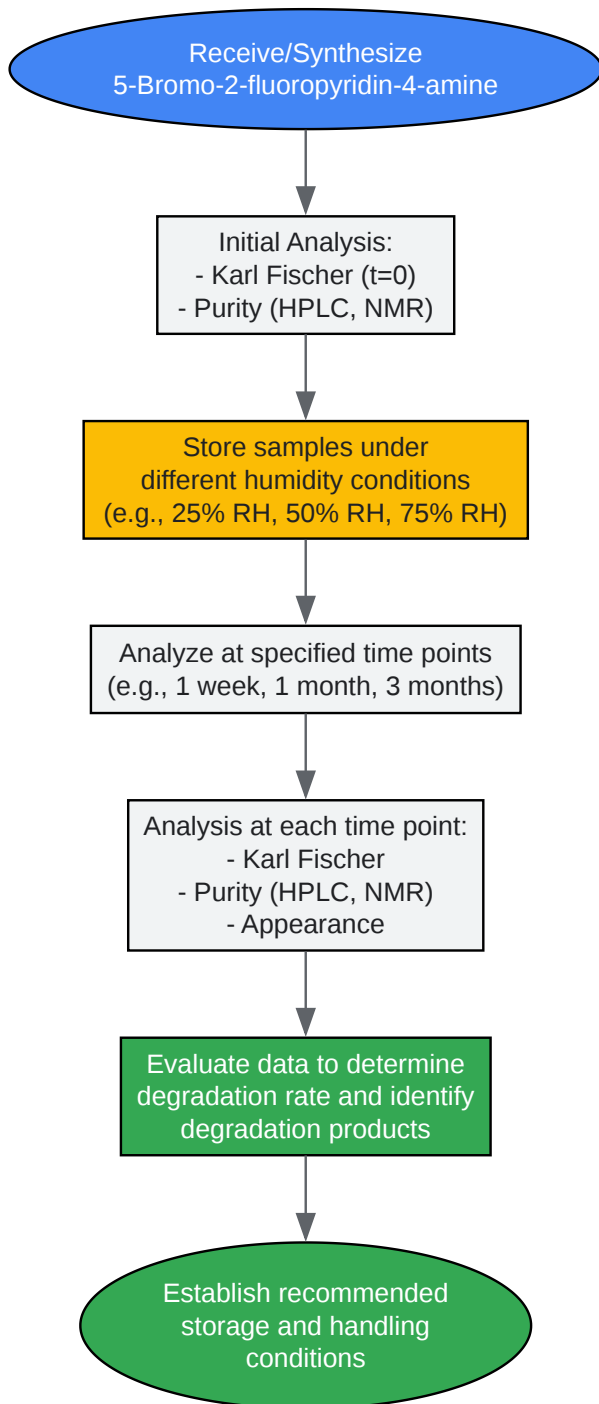 Receive/Synthesize
5-Bromo-2-fluoropyridin-4-amine
Initial Analysis:
- Karl Fischer (t=0)
- Purity (HPLC, NMR)
Store samples under
different humidity conditions
(e.g., 25% RH, 50% RH, 75% RH)
Analyze at specified time points
(e.g., 1 week, 1 month, 3 months)
Analysis at each time point:
- Karl Fischer
- Purity (HPLC, NMR)
- Appearance
Evaluate data to determine
degradation rate and identify
degradation products
Establish recommended
storage and handling
conditions